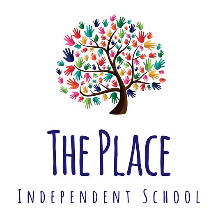 THE PLACE
INDEPENDENT SCHOOL